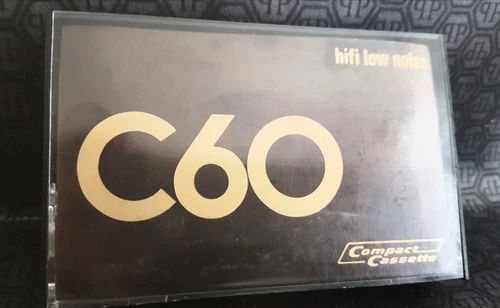 hifi low noise
C60
Compact
Cassette